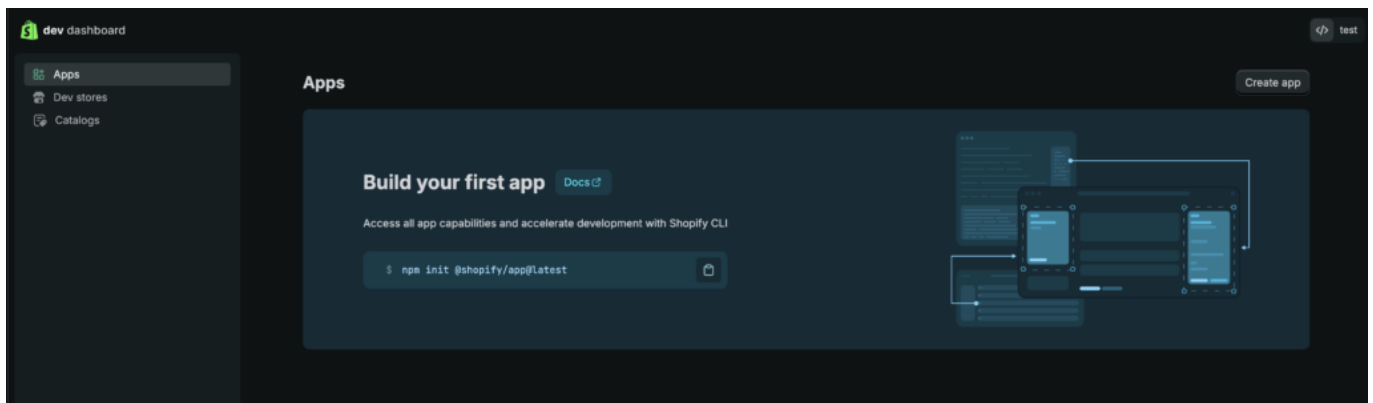 dev dashboard
</> test
Apps
Dev stores
Catalogs
Apps
Create app
Build your first app
Docs
Access all app capabilities and accelerate development with Shopify CLI
$ npm init @shopify/app@latest